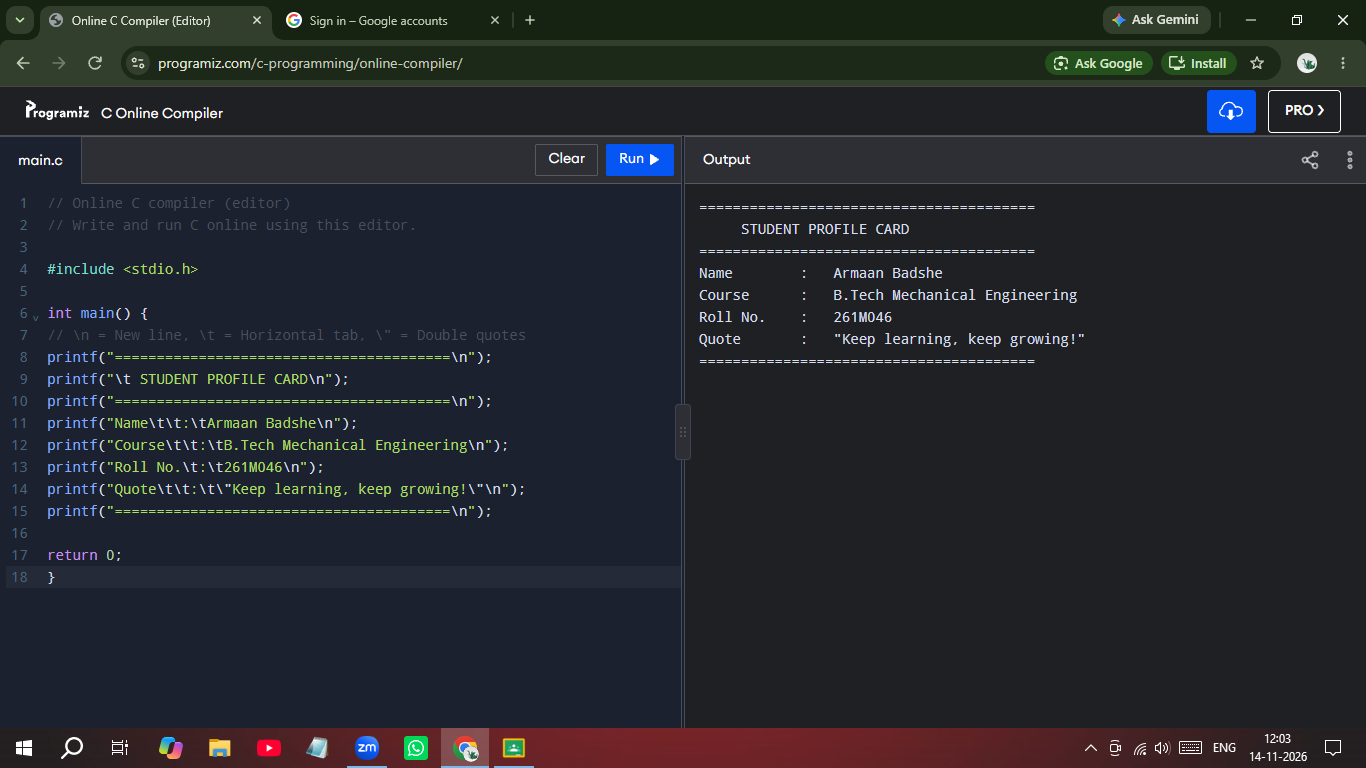 Online C Compiler (Editor)
Sign in – Google accounts
Ask Gemini
programiz.com/c-programming/online-compiler/
Ask Google
Install
Programiz
C Online Compiler
PRO
main.c
Clear
Run
Output
1 // Online C compiler (editor)
2 // Write and run C online using this editor.
3
4 #include <stdio.h>
5
6 int main() {
7 // \n = New line, \t = Horizontal tab, \" = Double quotes
8 printf("========================================\n");
9 printf("\t STUDENT PROFILE CARD\n");
10 printf("========================================\n");
11 printf("Name\t\t:\tArmaan Badshe\n");
12 printf("Course\t\t:\tB.Tech Mechanical Engineering\n");
13 printf("Roll No.\t:\t261MO46\n");
14 printf("Quote\t\t:\t\"Keep learning, keep growing!\"\n");
15 printf("========================================\n");
16
17 return 0;
18 }
========================================
STUDENT PROFILE CARD
========================================
Name : Armaan Badshe
Course : B.Tech Mechanical Engineering
Roll No. : 261MO46
Quote : "Keep learning, keep growing!"
========================================
zm
ENG
12:03
14-11-2026